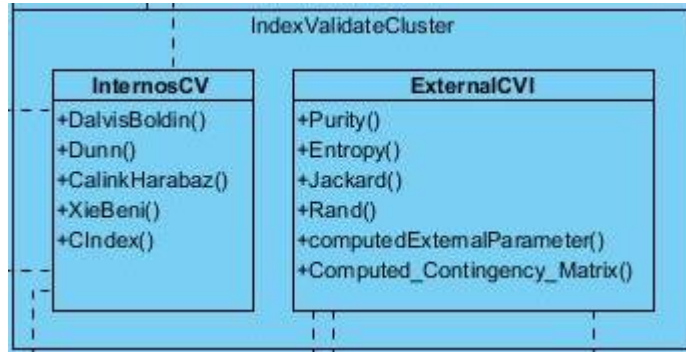 IndexValidateCluster
InternosCV
+DalvisBoldin()
+Dunn()
+CalinkHarabaz()
+XieBeni()
+CIndex()
ExternalCVI
+Purity()
+Entropy()
+Jackard()
+Rand()
+computedExternalParameter()
+Computed_Contingency_Matrix()